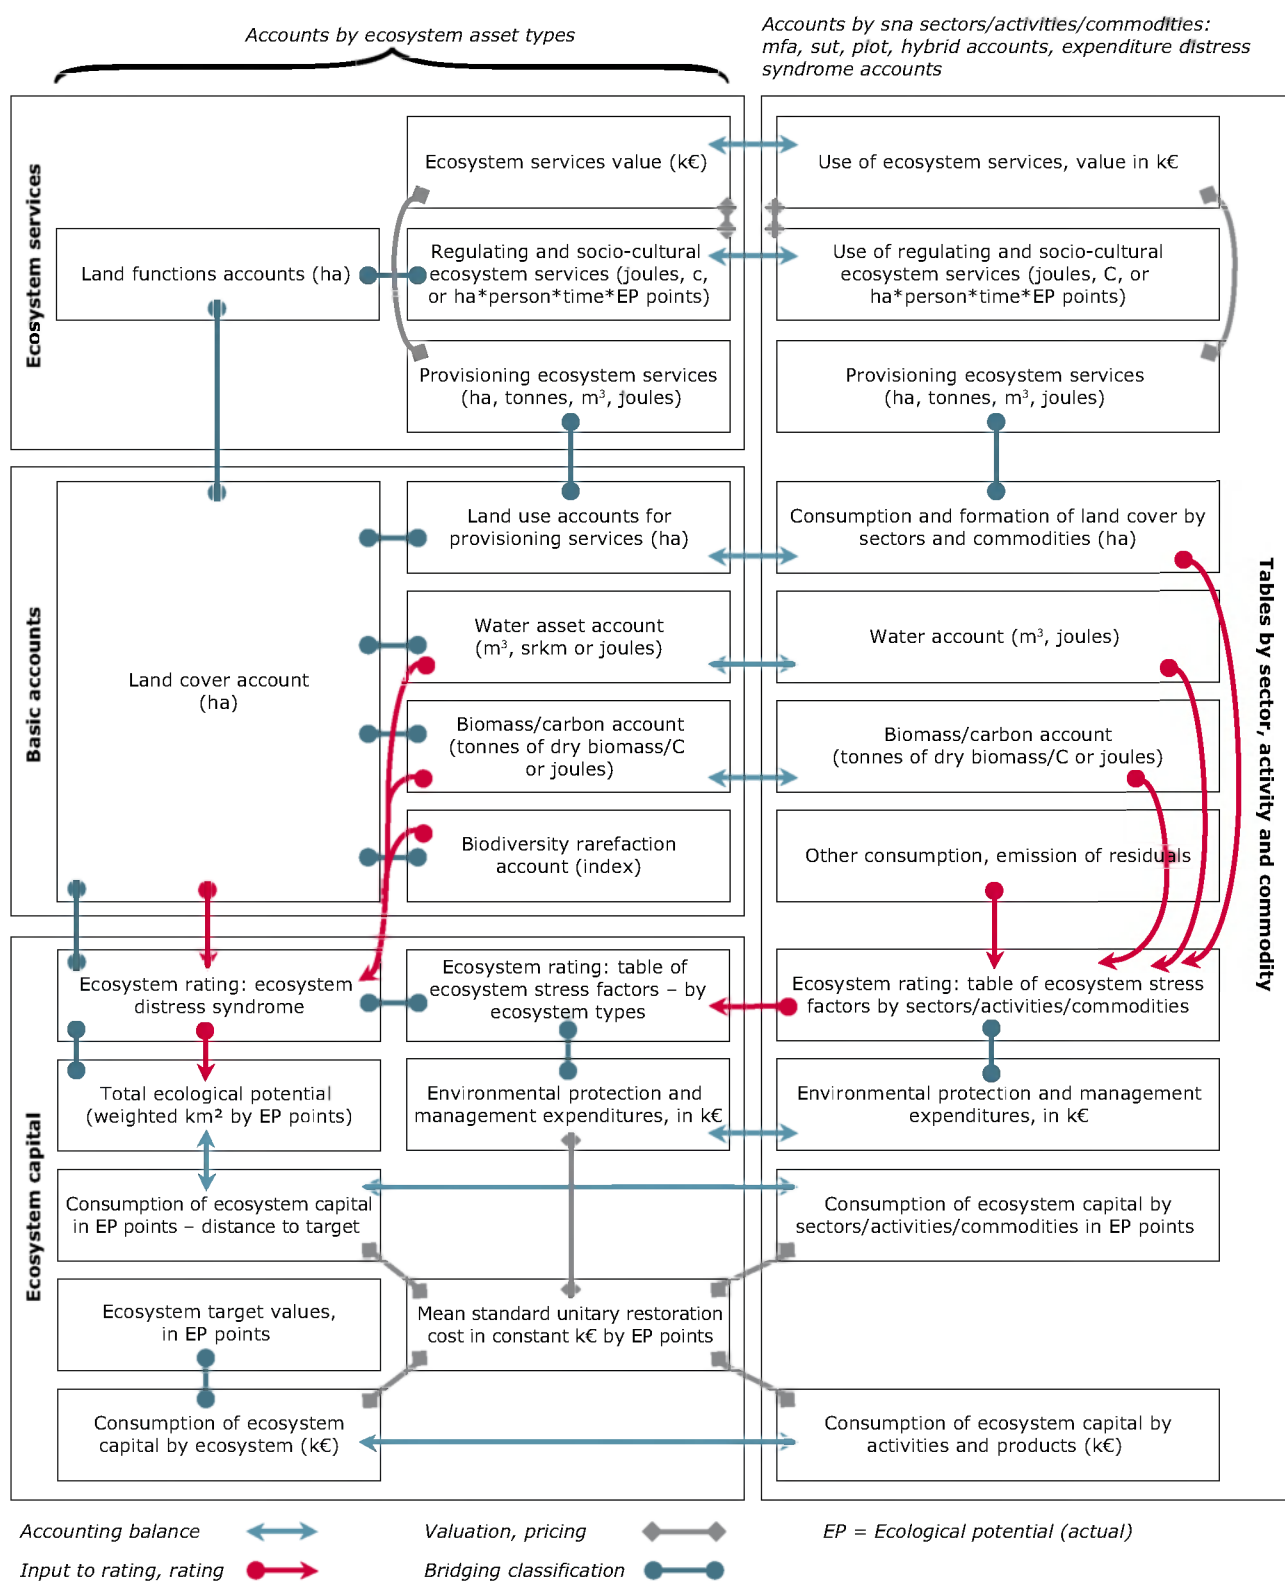 Accounts by ecosystem asset types
Accounts by sna sectors/activities/commodities:
mfa, sut, plot, hybrid accounts, expenditure distress
syndrome accounts
Ecosystem services
Ecosystem services value (k€)
Use of ecosystem services, value in k€
Land functions accounts (ha)
Regulating and socio-cultural
ecosystem services (joules, c,
or ha*person*time*EP points)
Use of regulating and socio-cultural
ecosystem services (joules, C, or
ha*person*time*EP points)
Provisioning ecosystem services
(ha, tonnes, m³, joules)
Provisioning ecosystem services
(ha, tonnes, m³, joules)
Basic accounts
Land cover account
(ha)
Land use accounts for
provisioning services (ha)
Consumption and formation of land cover by
sectors and commodities (ha)
Water asset account
(m³, srkm or joules)
Water account (m³, joules)
Biomass/carbon account
(tonnes of dry biomass/C
or joules)
Biomass/carbon account
(tonnes of dry biomass/C or joules)
Biodiversity rarefaction
account (index)
Other consumption, emission of residuals
Tables by sector, activity and commodity
Ecosystem capital
Ecosystem rating: ecosystem
distress syndrome
Ecosystem rating: table of
ecosystem stress factors – by
ecosystem types
Ecosystem rating: table of ecosystem stress
factors by sectors/activities/commodities
Total ecological potential
(weighted km² by EP points)
Environmental protection and
management expenditures, in k€
Environmental protection and management
expenditures, in k€
Consumption of ecosystem capital
in EP points – distance to target
Consumption of ecosystem capital by
sectors/activities/commodities in EP points
Ecosystem target values,
in EP points
Mean standard unitary restoration
cost in constant k€ by EP points
Consumption of ecosystem
capital by ecosystem (k€)
Consumption of ecosystem capital by
activities and products (k€)
Accounting balance
Valuation, pricing
EP = Ecological potential (actual)
Input to rating, rating
Bridging classification